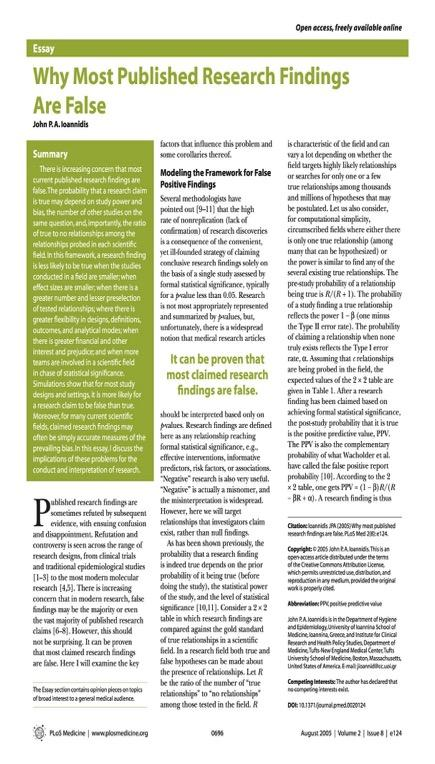 Open access, freely available online
Essay
Why Most Published Research Findings
Are False
John P. A. Ioannidis
Summary
There is increasing concern that most
current published research findings are
false. The probability that a research claim
is true may depend on study power and
bias, the number of other studies on the
same question, and, importantly, the ratio
of true to no relationships among the
relationships probed in each scientific
field. In this framework, a research finding
is less likely to be true when the studies
conducted in a field are smaller; when
effect sizes are smaller; when there is a
greater number and lesser preselection
of tested relationships; where there is
greater flexibility in designs, definitions,
outcomes, and analytical modes; when
there is greater financial and other
interest and prejudice; and when more
teams are involved in a scientific field
in chase of statistical significance.
Simulations show that for most study
designs and settings, it is more likely for
a research claim to be false than true.
Moreover, for many current scientific
fields, claimed research findings may
often be simply accurate measures of the
prevailing bias. In this essay, I discuss the
implications of these problems for the
conduct and interpretation of research.
Published research findings are
sometimes refuted by subsequent
evidence, with ensuing confusion
and disappointment. Refutation and
controversy is seen across the range of
research designs, from clinical trials
and traditional epidemiological studies
[1–3] to the most modern molecular
research [4,5]. There is increasing
concern that in modern research, false
findings may be the majority or even
the vast majority of published research
claims [6–8]. However, this should
not be surprising. It can be proven
that most claimed research findings
are false. Here I will examine the key
The Essay section contains opinion pieces on topics
of broad interest to a general medical audience.
factors that influence this problem and
some corollaries thereof.
Modeling the Framework for False
Positive Findings
Several methodologists have
pointed out [9–11] that the high
rate of nonreplication (lack of
confirmation) of research discoveries
is a consequence of the convenient,
yet ill-founded strategy of claiming
conclusive research findings solely on
the basis of a single study assessed by
formal statistical significance, typically
for a p-value less than 0.05. Research
is not most appropriately represented
and summarized by p-values, but,
unfortunately, there is a widespread
notion that medical research articles
It can be proven that
most claimed research
findings are false.
should be interpreted based only on
p-values. Research findings are defined
here as any relationship reaching
formal statistical significance, e.g.,
effective interventions, informative
predictors, risk factors, or associations.
“Negative” research is also very useful.
“Negative” is actually a misnomer, and
the misinterpretation is widespread.
However, here we will target
relationships that investigators claim
exist, rather than null findings.
As has been shown previously, the
probability that a research finding
is indeed true depends on the prior
probability of it being true (before
doing the study), the statistical power
of the study, and the level of statistical
significance [10,11]. Consider a 2 × 2
table in which research findings are
compared against the gold standard
of true relationships in a scientific
field. In a research field both true and
false hypotheses can be made about
the presence of relationships. Let R
be the ratio of the number of “true
relationships” to “no relationships”
among those tested in the field. R
is characteristic of the field and can
vary a lot depending on whether the
field targets highly likely relationships
or searches for only one or a few
true relationships among thousands
and millions of hypotheses that may
be postulated. Let us also consider,
for computational simplicity,
circumscribed fields where either there
is only one true relationship (among
many that can be hypothesized) or
the power is similar to find any of the
several existing true relationships. The
pre-study probability of a relationship
being true is R/(R + 1). The probability
of a study finding a true relationship
reflects the power 1 − β (one minus
the Type II error rate). The probability
of claiming a relationship when none
truly exists reflects the Type I error
rate, α. Assuming that c relationships
are being probed in the field, the
expected values of the 2 × 2 table are
given in Table 1. After a research
finding has been claimed based on
achieving formal statistical significance,
the post-study probability that it is true
is the positive predictive value, PPV.
The PPV is also the complementary
probability of what Wacholder et al.
have called the false positive report
probability [10]. According to the 2
× 2 table, one gets PPV = (1 − β)R/(R
− βR + α). A research finding is thus
Citation: Ioannidis JPA (2005) Why most published
research findings are false. PLoS Med 2(8): e124.
Copyright: © 2005 John P. A. Ioannidis. This is an
open-access article distributed under the terms
of the Creative Commons Attribution License,
which permits unrestricted use, distribution, and
reproduction in any medium, provided the original
work is properly cited.
Abbreviation: PPV, positive predictive value
John P. A. Ioannidis is in the Department of Hygiene
and Epidemiology, University of Ioannina School of
Medicine, Ioannina, Greece, and Institute for Clinical
Research and Health Policy Studies, Department of
Medicine, Tufts-New England Medical Center, Tufts
University School of Medicine, Boston, Massachusetts,
United States of America. E-mail: jioannid@cc.uoi.gr
Competing Interests: The author has declared that
no competing interests exist.
DOI: 10.1371/journal.pmed.0020124
PLoS Medicine | www.plosmedicine.org
0696
August 2005 | Volume 2 | Issue 8 | e124